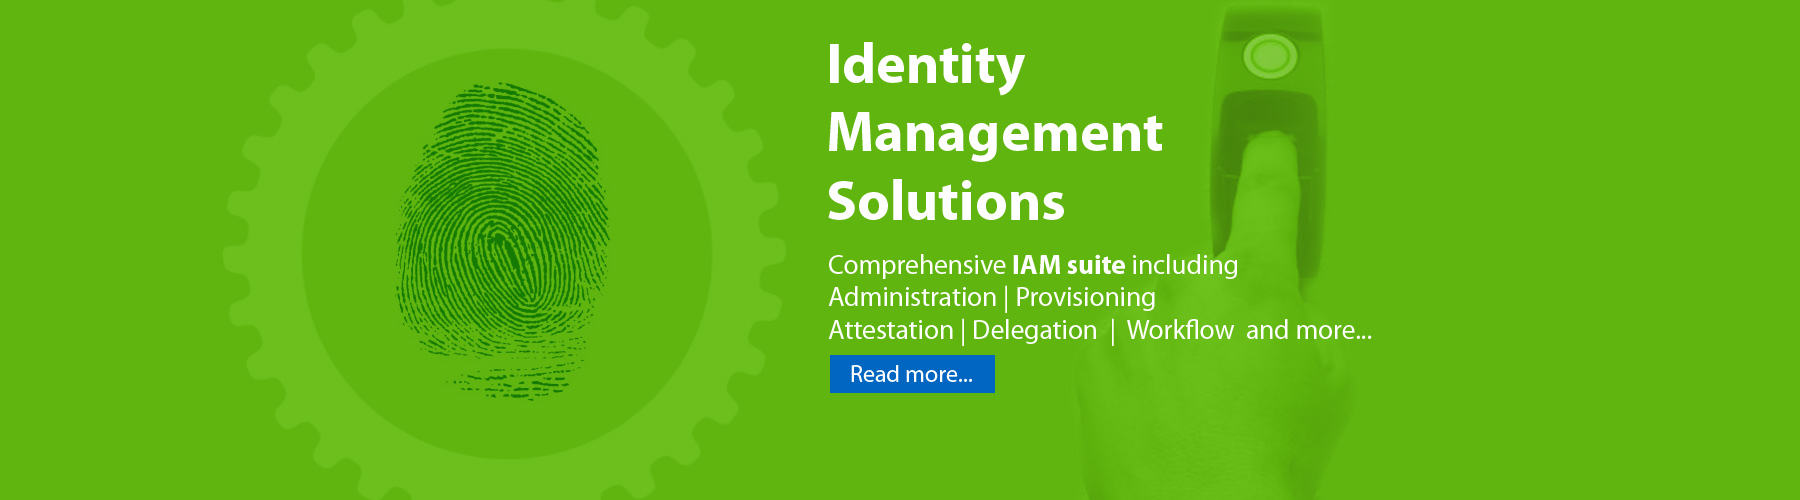 Identity
Management
Solutions
Comprehensive IAM suite including
Administration | Provisioning
Attestation | Delegation | Workflow and more...
Read more...